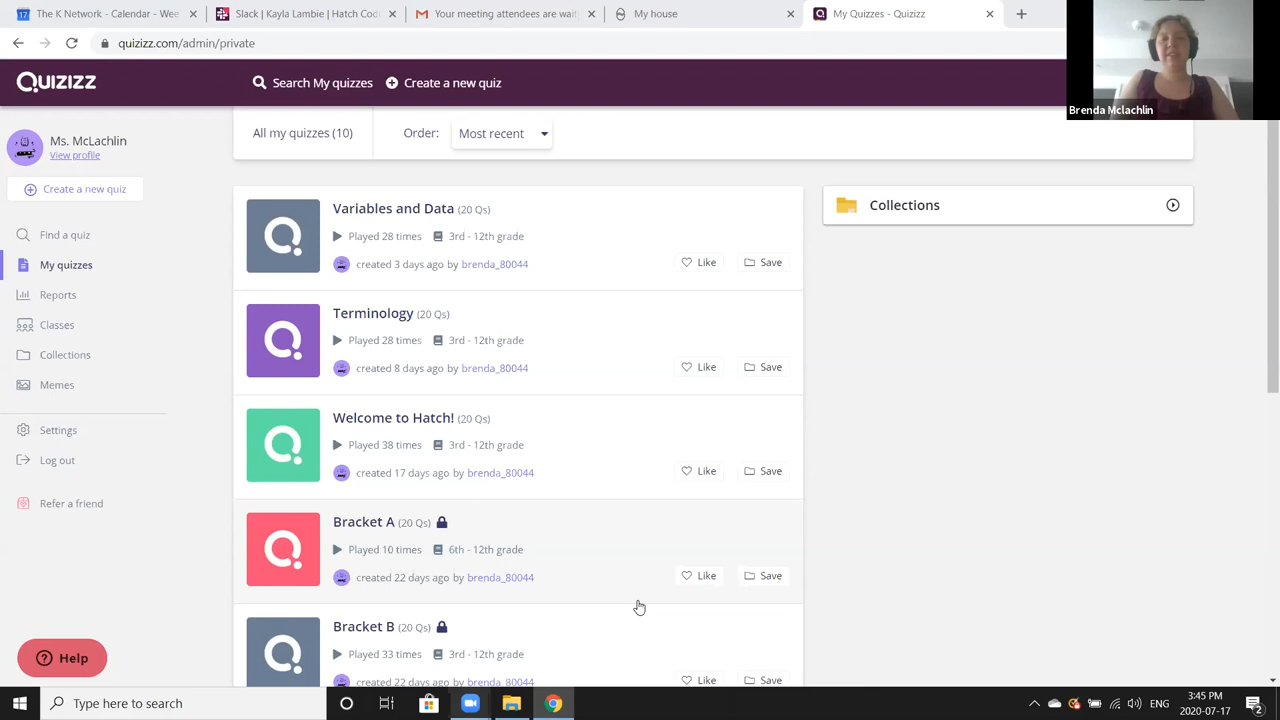 The K Network - Calendar - Wee
Slack | Kayla Lambie | Hatch Cod
Your meeting attendees are wait
My house
My Quizzes - Quizizz
quizizz.com/admin/private
QUIZIZZ
Search My quizzes
Create a new quiz
Brenda Mclachlin
Ms. McLachlin
View profile
Create a new quiz
Find a quiz
My quizzes
Reports
Classes
Collections
Memes
Settings
Log out
Refer a friend
Help
All my quizzes (10)
Order:
Most recent
Variables and Data (20 Qs)
Played 28 times 3rd - 12th grade
created 3 days ago by brenda_80044
Like Save
Terminology (20 Qs)
Played 28 times 3rd - 12th grade
created 8 days ago by brenda_80044
Like Save
Welcome to Hatch! (20 Qs)
Played 38 times 3rd - 12th grade
created 17 days ago by brenda_80044
Like Save
Bracket A (20 Qs)
Played 10 times 6th - 12th grade
created 22 days ago by brenda_80044
Like Save
Bracket B (20 Qs)
Played 33 times 3rd - 12th grade
created 22 days ago by brenda_80044
Like Save
Collections
Type here to search
ENG
3:45 PM
2020-07-17
2